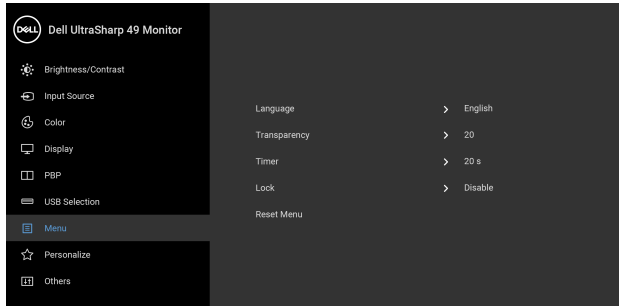 DELL Dell UltraSharp 49 Monitor
Brightness/Contrast
Input Source
Color
Display
PBP
USB Selection
Menu
Personalize
Others
Language > English
Transparency > 20
Timer > 20 s
Lock > Disable
Reset Menu